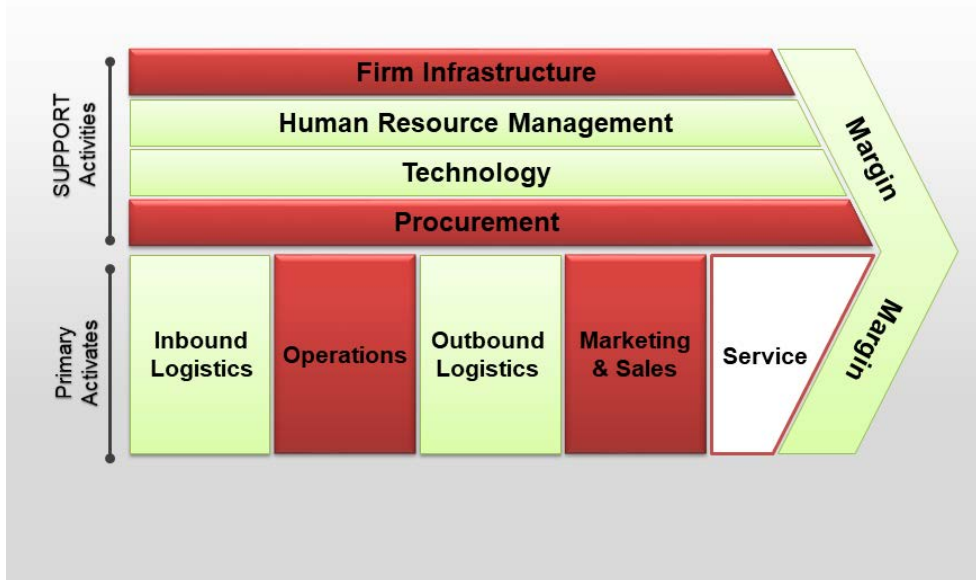 SUPPORT
Activities
Firm Infrastructure
Human Resource Management
Technology
Procurement
Margin
Primary
Activates
Inbound
Logistics
Operations
Outbound
Logistics
Marketing
& Sales
Service
Margin